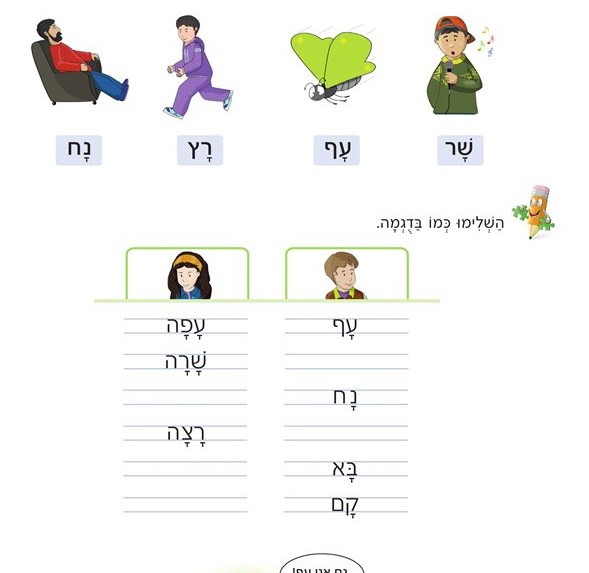 שָׁר עָף רָץ נָח
הַשְׁלִימוּ כְּמוֹ בַּדֻּגְמָה.
עָף עָפָה
שָׁרָה
נָח
רָצָה
בָּא
קָם